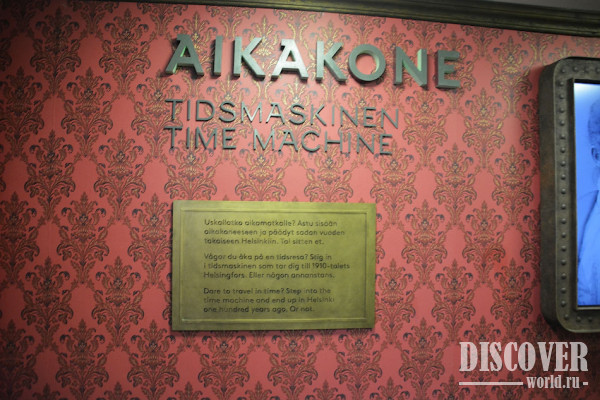 AIKAKONE
TIDSMASKINEN
TIME MACHINE
Uskallatko aikamatkalle? Astu sisään
aikakoneeseen ja päädyt sadan vuoden
takaiseen Helsinkiin. Tai sitten et.
Vågar du åka på en tidsresa? Stig in
i tidsmaskinen som tar dig till 1910-talets
Helsingfors. Eller någon annanstans.
Dare to travel in time? Step into the
time machine and end up in Helsinki
one hundred years ago. Or not.
DISCOVER
world.ru